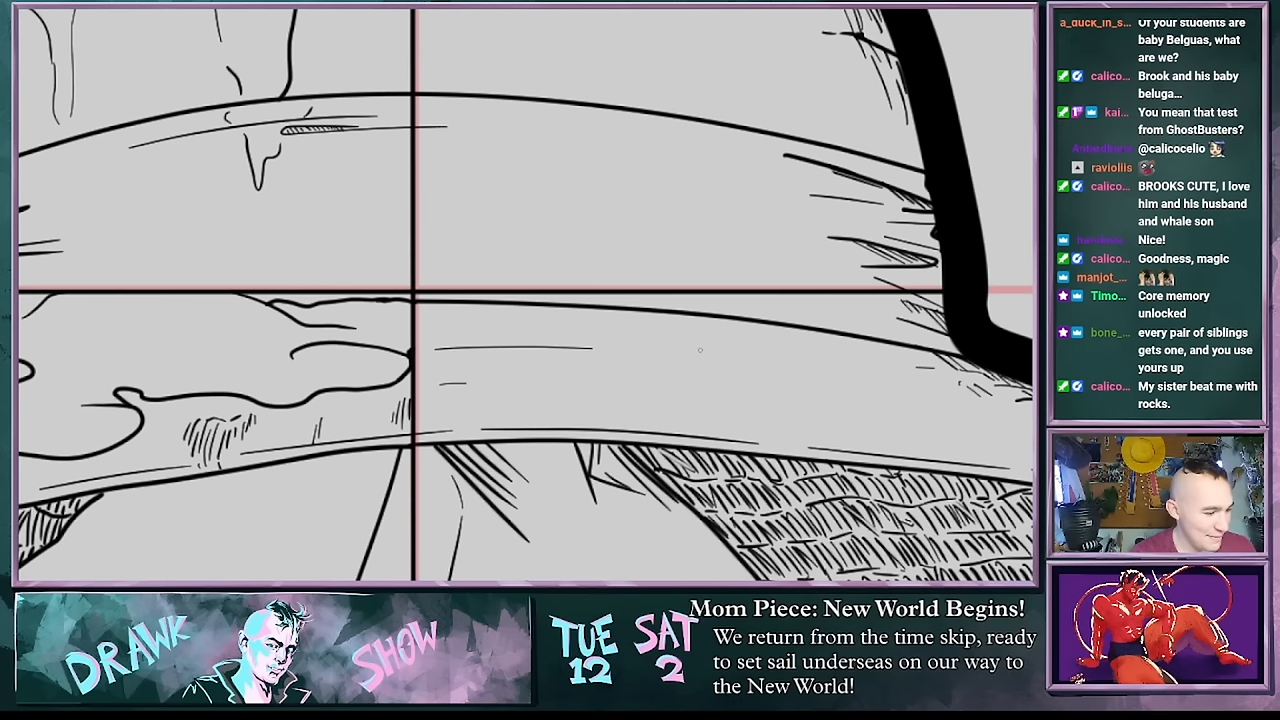 Of your students are
baby Belguas, what
are we?
calico... Brook and his baby
beluga...
kai... You mean that test
from GhostBusters?
@calicocelio
ravioliis
calico... BROOKS CUTE, I love
him and his husband
and whale son
Nice!
calico... Goodness, magic
manjot_...
Timo... Core memory
unlocked
bone_... every pair of siblings
gets one, and you use
yours up
calico... My sister beat me with
rocks.
DRAWK SHOW
TUE SAT
12 2
Mom Piece: New World Begins!
We return from the time skip, ready
to set sail underseas on our way to
the New World!